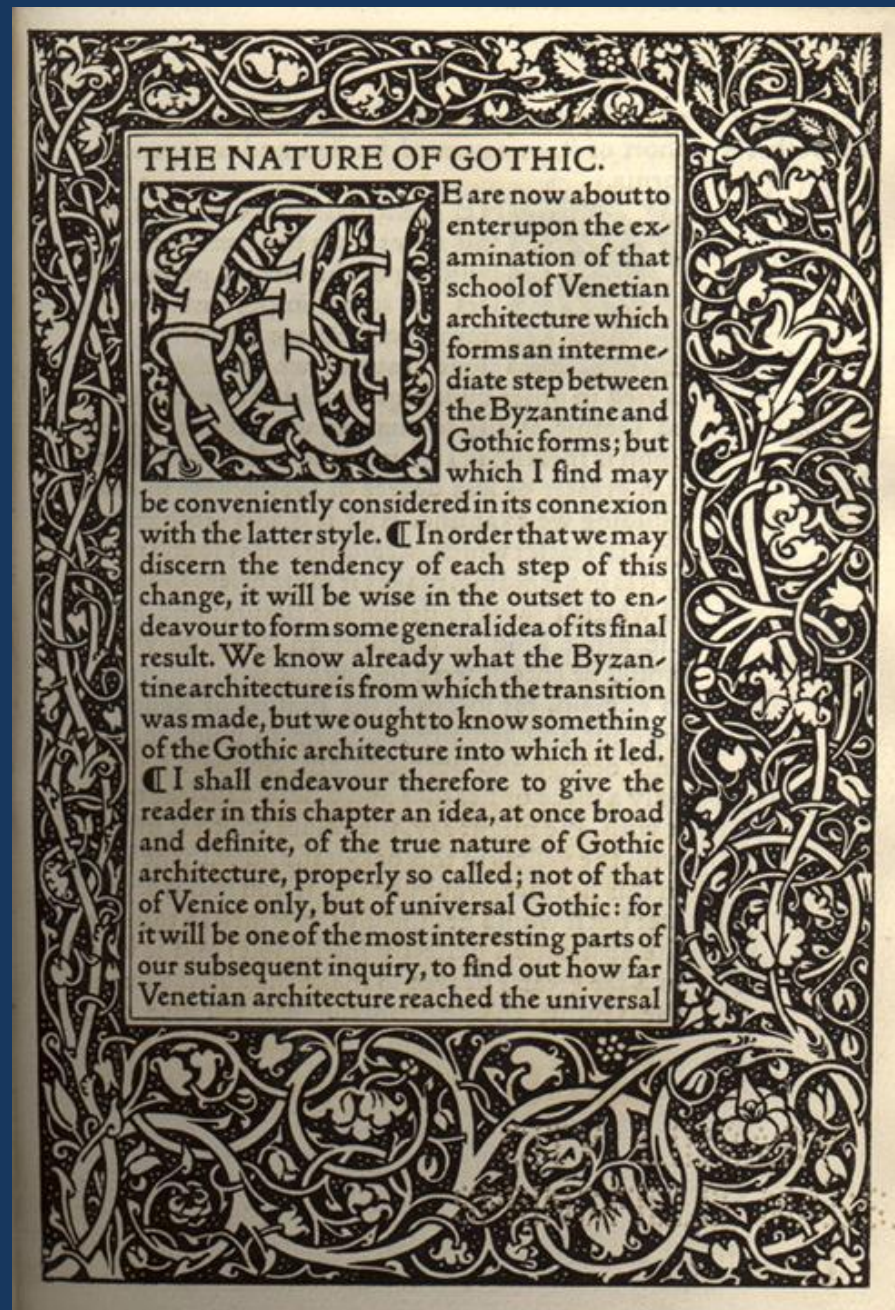 THE NATURE OF GOTHIC.
WE are now about to
enter upon the ex-
amination of that
school of Venetian
architecture which
forms an interme-
diate step between
the Byzantine and
Gothic forms; but
which I find may
be conveniently considered in its connexion
with the latter style. ❡ In order that we may
discern the tendency of each step of this
change, it will be wise in the outset to en-
deavour to form some general idea of its final
result. We know already what the Byzan-
tine architecture is from which the transition
was made, but we ought to know something
of the Gothic architecture into which it led.
❡ I shall endeavour therefore to give the
reader in this chapter an idea, at once broad
and definite, of the true nature of Gothic
architecture, properly so called; not of that
of Venice only, but of universal Gothic: for
it will be one of the most interesting parts of
our subsequent inquiry, to find out how far
Venetian architecture reached the universal